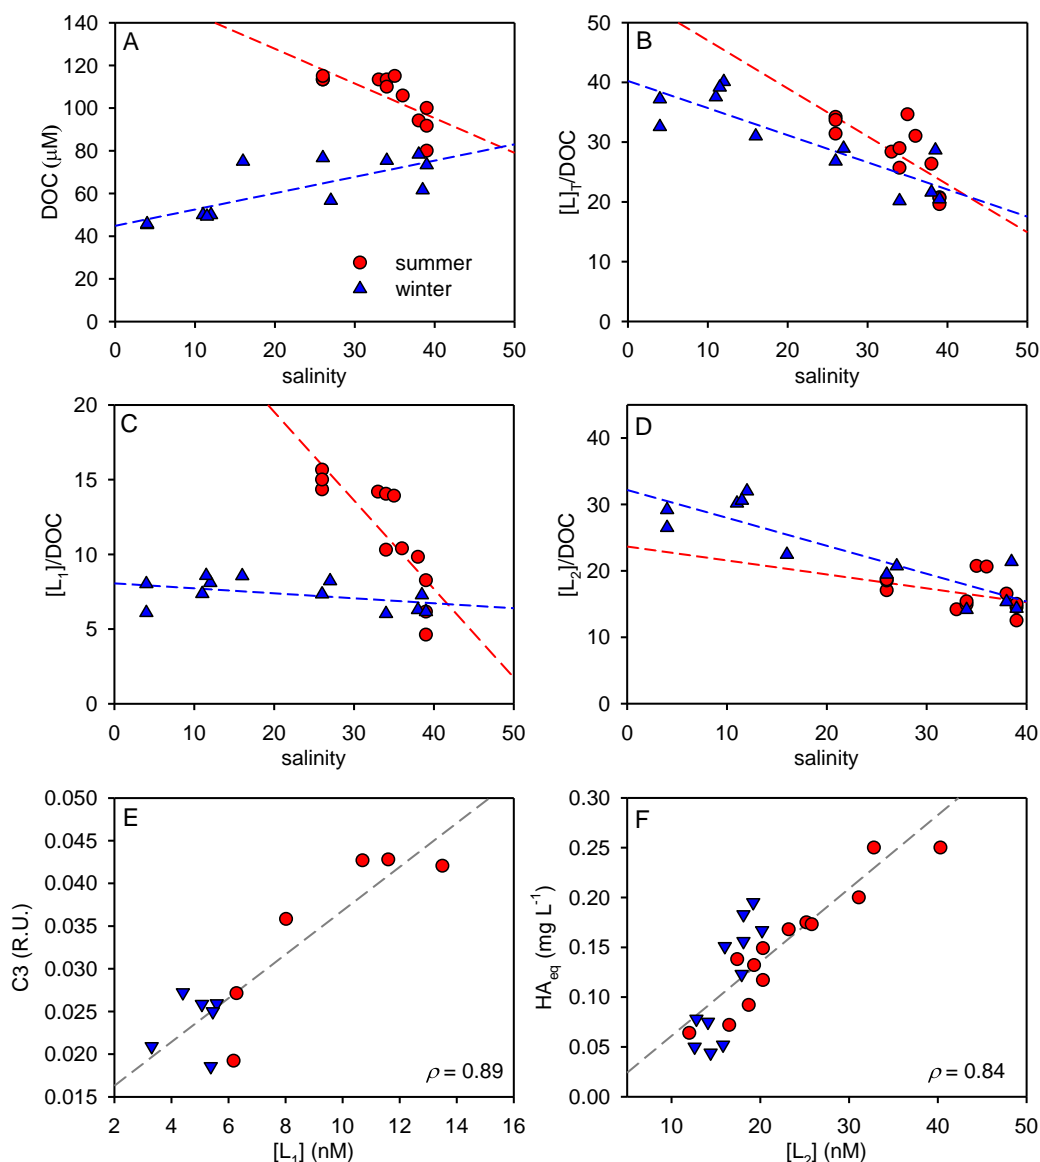 A
B
DOC (μM)
140
120
100
80
60
40
20
0
summer
winter
0 10 20 30 40 50
salinity
[L]T/DOC
50
40
30
20
10
0
0 10 20 30 40 50
salinity
C
D
[L1]/DOC
20
15
10
5
0
0 10 20 30 40 50
salinity
[L2]/DOC
40
30
20
10
0
0 10 20 30 40
salinity
E
F
C3 (R.U.)
0.050
0.045
0.040
0.035
0.030
0.025
0.020
0.015
ρ = 0.89
2 4 6 8 10 12 14 16
[L1] (nM)
HAeq (mg L-1)
0.30
0.25
0.20
0.15
0.10
0.05
0.00
ρ = 0.84
10 20 30 40 50
[L2] (nM)